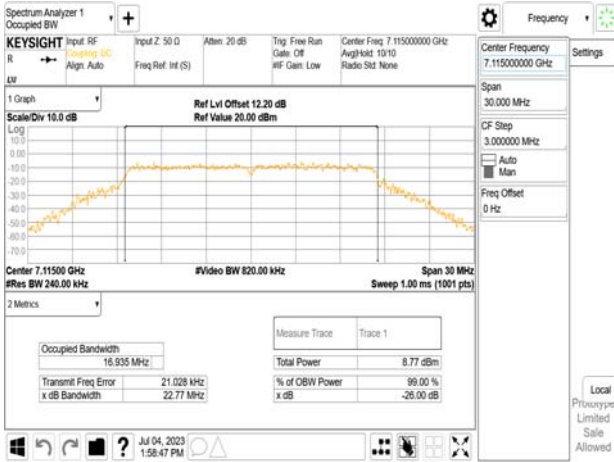 Spectrum Analyzer 1
Occupied BW
Frequency
KEYSIGHT
Input: RF
Coupling: DC
Align: Auto
Input Z: 50 Ω
Freq Ref: Int (S)
Atten: 20 dB
Trig: Free Run
Gate: Off
#IF Gain: Low
Center Freq: 7.115000000 GHz
Avg|Hold: 10/10
Radio Std: None
R
LXI
Center Frequency
7.115000000 GHz
Settings
Span
30.000 MHz
CF Step
3.000000 MHz
Auto
Man
Freq Offset
0 Hz
1 Graph
Scale/Div 10.0 dB
Ref Lvl Offset 12.20 dB
Ref Value 20.00 dBm
Log
10.0
0.00
-10.0
-20.0
-30.0
-40.0
-50.0
-60.0
-70.0
Center 7.11500 GHz
#Res BW 240.00 kHz
#Video BW 820.00 kHz
Span 30 MHz
Sweep 1.00 ms (1001 pts)
2 Metrics
Measure Trace
Trace 1
Occupied Bandwidth
16.935 MHz
Total Power
8.77 dBm
Transmit Freq Error
21.028 kHz
% of OBW Power
99.00 %
x dB Bandwidth
22.77 MHz
x dB
-26.00 dB
Local
Prototype
Limited
Sale
Allowed
?
Jul 04, 2023
1:58:47 PM